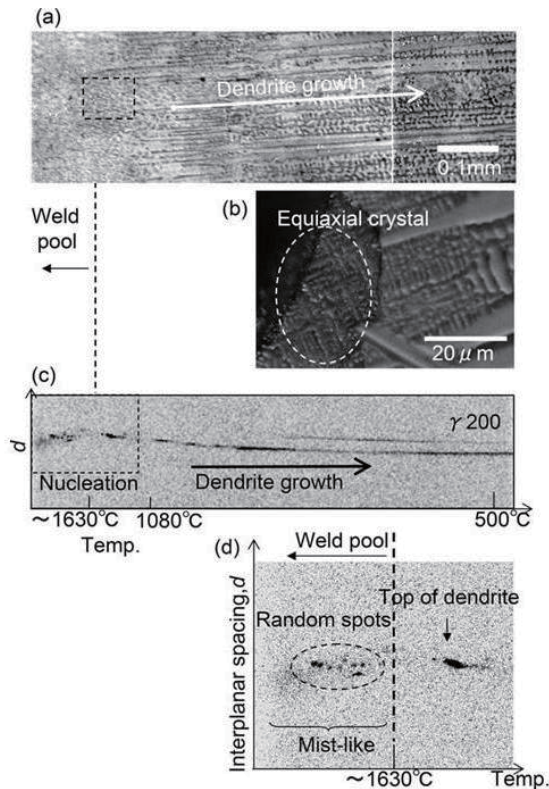 (a)
Dendrite growth
0.1mm
Weld
pool
(b)
Equiaxial crystal
20 μm
(c)
d
γ 200
Nucleation
Dendrite growth
~1630℃
1080℃
500℃
Temp.
(d)
Weld pool
Interplanar spacing,d
Top of dendrite
Random spots
Mist-like
~1630℃
Temp.